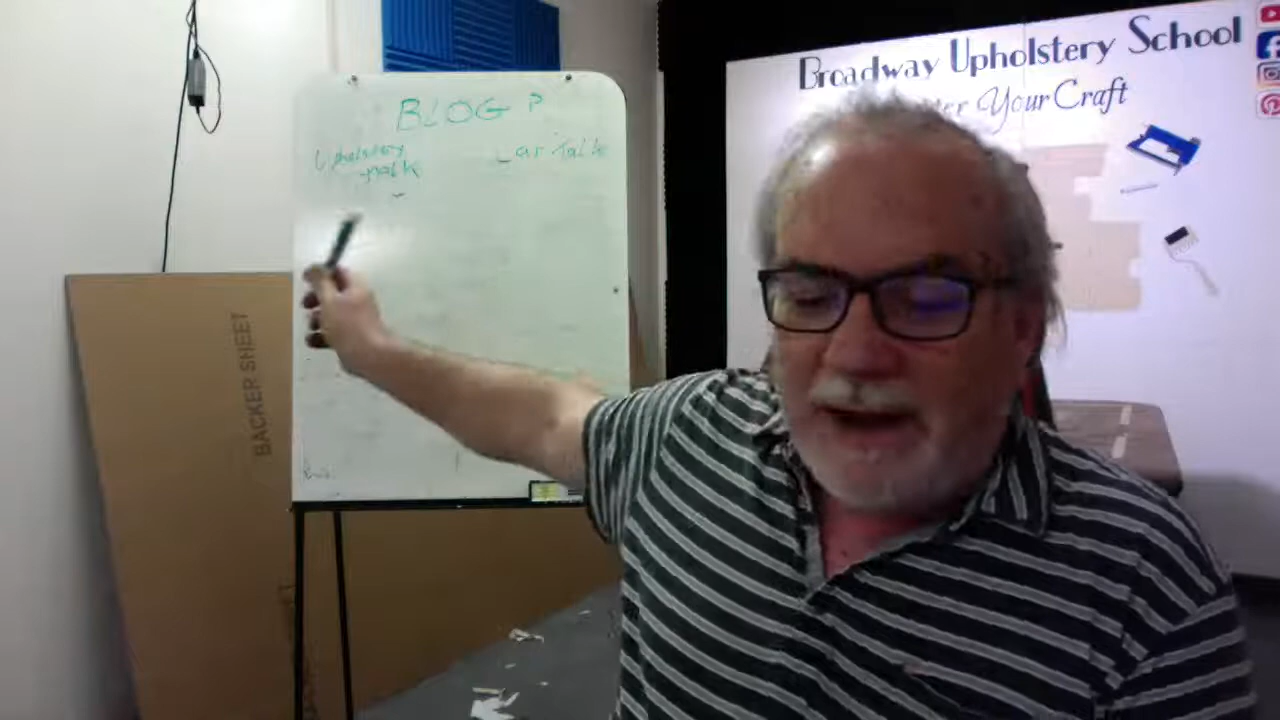 BLOG ?
Upholstery
Talk
Car Talk
BACKER SHEET
Broadway Upholstery School
Your Craft